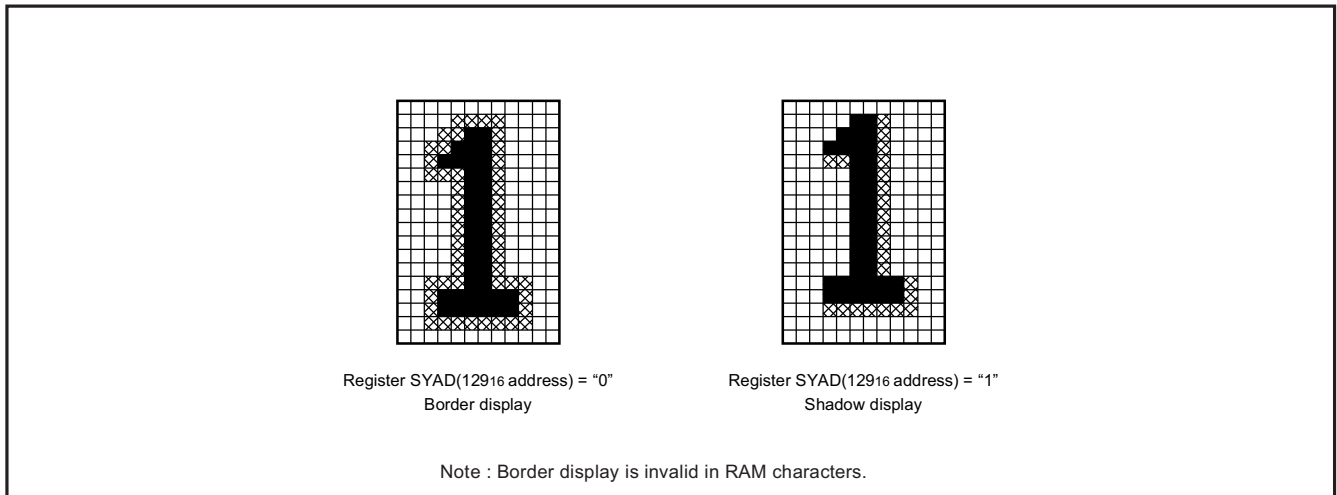 Register SYAD(12916 address) = “0” Register SYAD(12916 address) = “1”
Border display Shadow display
Note : Border display is invalid in RAM characters.